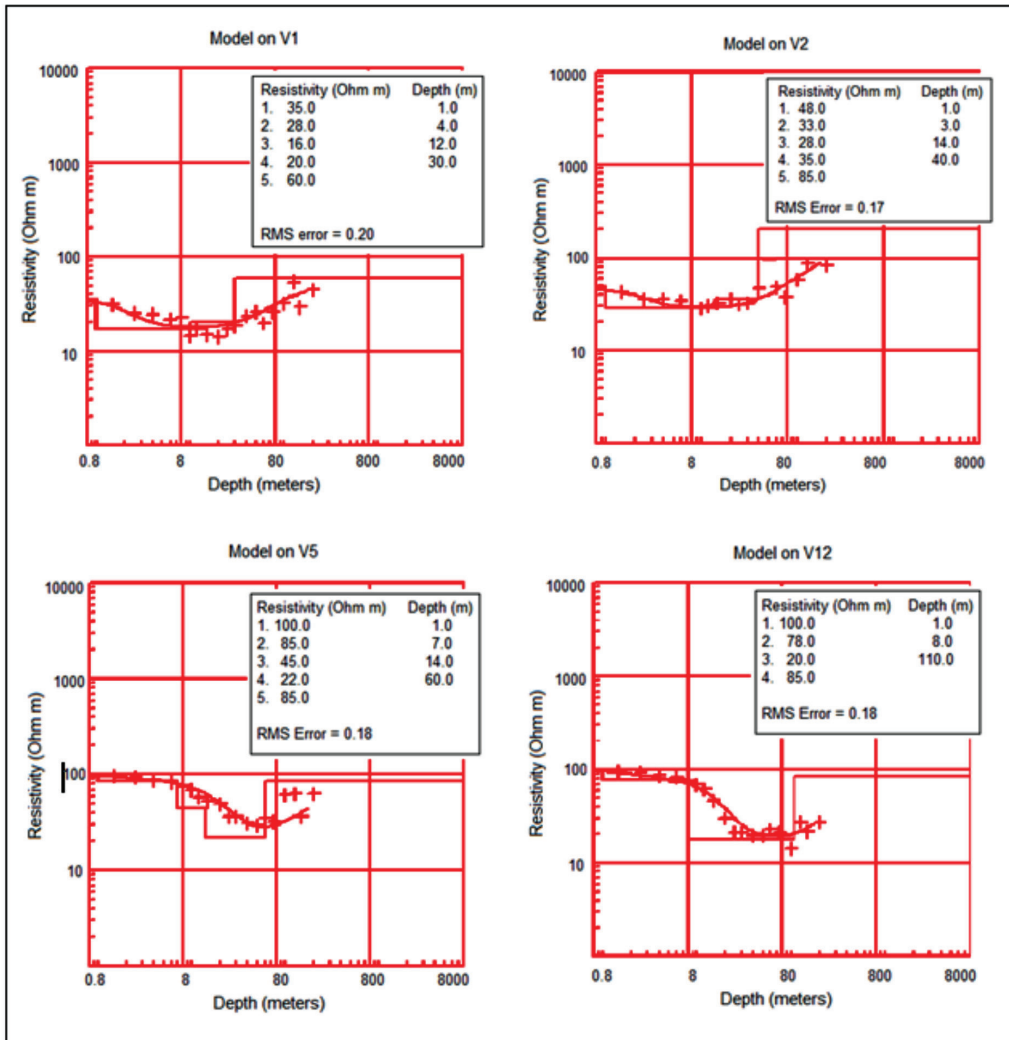 Model on V1
10000
1000
100
10
Resistivity (Ohm m)
Resistivity (Ohm m) Depth (m)
1. 35.0 1.0
2. 28.0 4.0
3. 16.0 12.0
4. 20.0 30.0
5. 60.0
RMS error = 0.20
0.8 8 80 800 8000
Depth (meters)
Model on V2
10000
1000
100
10
Resistivity (Ohm m)
Resistivity (Ohm m) Depth (m)
1. 48.0 1.0
2. 33.0 3.0
3. 28.0 14.0
4. 35.0 40.0
5. 85.0
RMS Error = 0.17
0.8 8 80 800 8000
Depth (meters)
Model on V5
10000
1000
100
10
Resistivity (Ohm m)
Resistivity (Ohm m) Depth (m)
1. 100.0 1.0
2. 85.0 7.0
3. 45.0 14.0
4. 22.0 60.0
5. 85.0
RMS Error = 0.18
0.8 8 80 800 8000
Depth (meters)
Model on V12
10000
1000
100
10
Resistivity (Ohm m)
Resistivity (Ohm m) Depth (m)
1. 100.0 1.0
2. 78.0 8.0
3. 20.0 110.0
4. 85.0
RMS Error = 0.18
0.8 8 80 800 8000
Depth (meters)